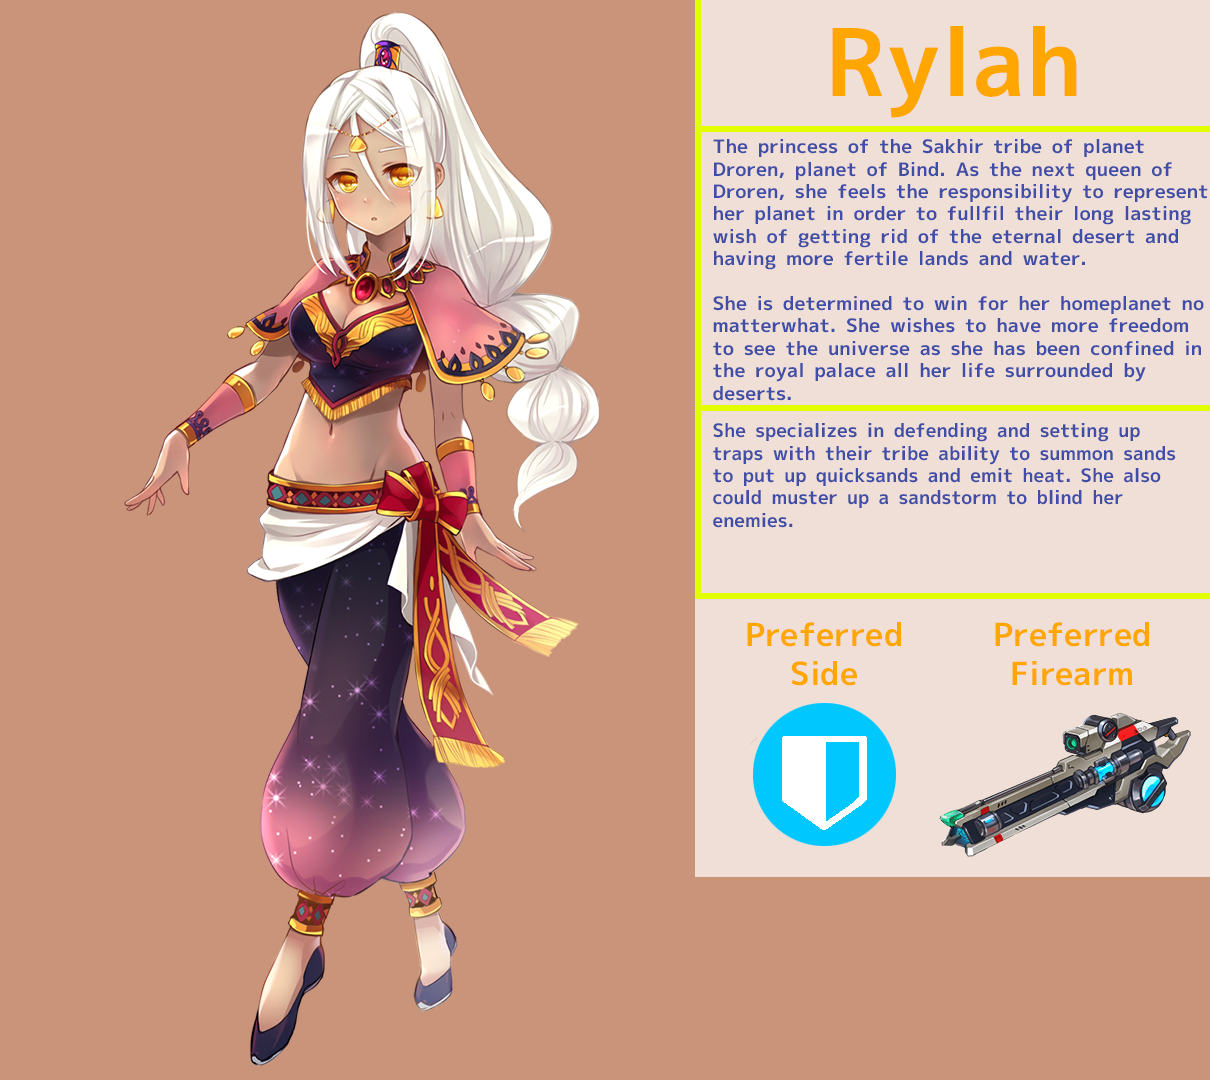 Rylah
The princess of the Sakhir tribe of planet
Droren, planet of Bind. As the next queen of
Droren, she feels the responsibility to represent
her planet in order to fullfil their long lasting
wish of getting rid of the eternal desert and
having more fertile lands and water.
She is determined to win for her homeplanet no
matterwhat. She wishes to have more freedom
to see the universe as she has been confined in
the royal palace all her life surrounded by
deserts.
She specializes in defending and setting up
traps with their tribe ability to summon sands
to put up quicksands and emit heat. She also
could muster up a sandstorm to blind her
enemies.
Preferred
Side
Preferred
Firearm